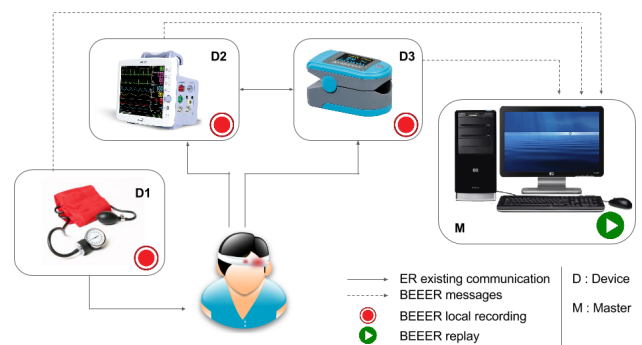 D2
D3
D1
M
ER existing communication
BEEER messages
BEEER local recording
BEEER replay
D : Device
M : Master